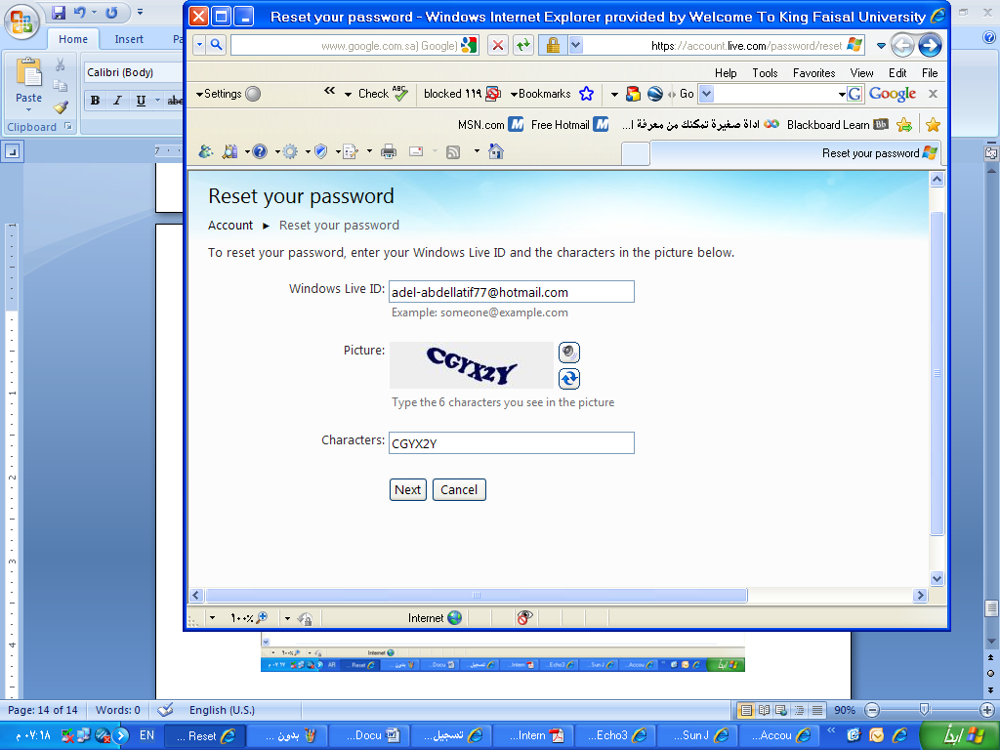 Reset your password - Windows Internet Explorer provided by Welcome To King Faisal University
Home
Insert
Paste
Clipboard
Calibri (Body)
B I U abe
www.google.com.sa) Google)
https://account.live.com/password/reset
Help Tools Favorites View Edit File
Settings
Check
ABC
blocked ١١٩
Bookmarks
Go
G
Google
MSN.com
Free Hotmail
اداة صغيرة تمكنك من معرفة ا...
Blackboard Learn
Bb
Reset your password
Reset your password
Account ► Reset your password
To reset your password, enter your Windows Live ID and the characters in the picture below.
Windows Live ID: adel-abdellatif77@hotmail.com
Example: someone@example.com
Picture: CGYX2Y
Type the 6 characters you see in the picture
Characters: CGYX2Y
Next Cancel
١٠٠%
Internet
Page: 14 of 14
Words: 0
English (U.S.)
90%
٠٧:١٨ م
EN
...Reset
...بدون
...Docu
...تسجيل
...Intern
...Echo3
...Sun J
...Accou
ابدأ